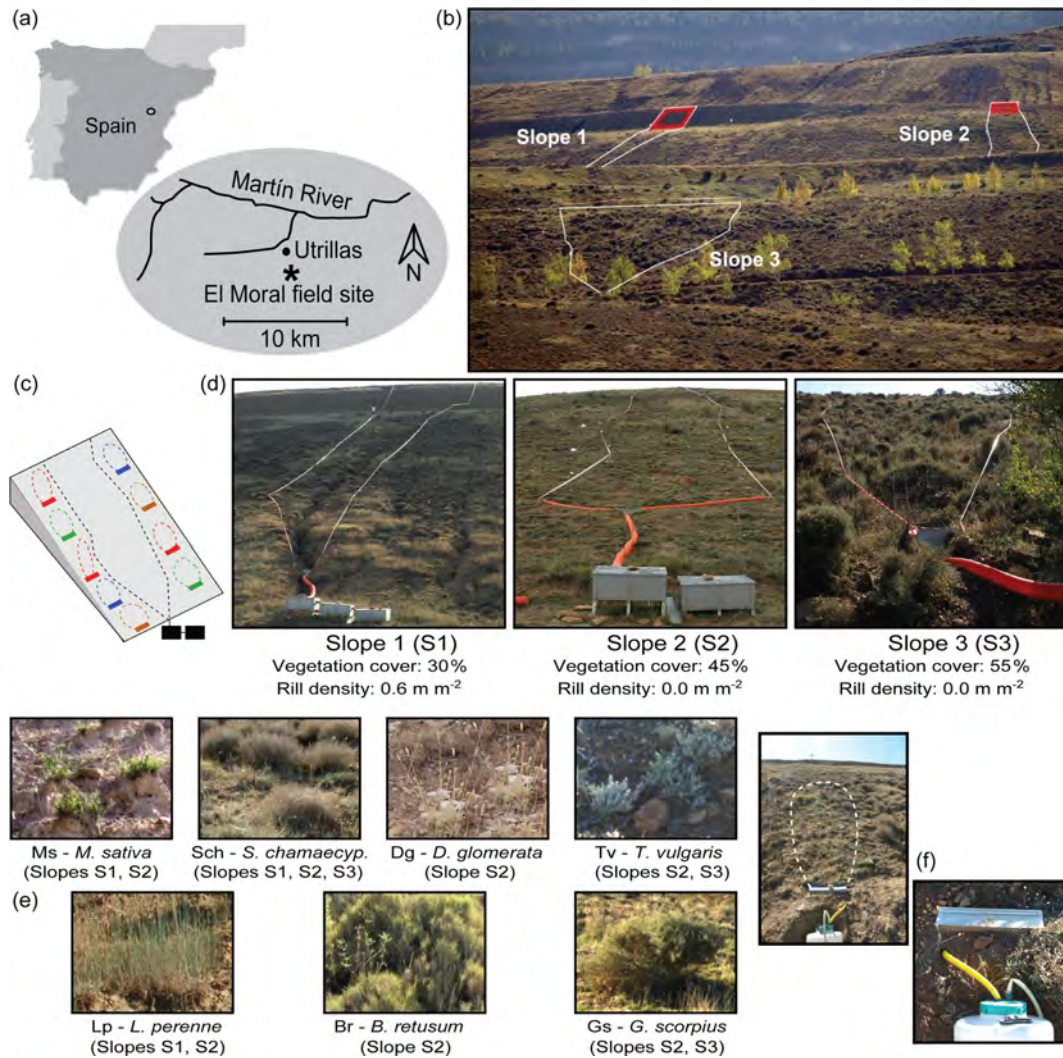 (a)
Spain
Martín River
Utrillas
N
El Moral field site
10 km
(b)
Slope 1
Slope 2
Slope 3
(c)
(d)
Slope 1 (S1)
Vegetation cover: 30%
Rill density: 0.6 m m⁻²
Slope 2 (S2)
Vegetation cover: 45%
Rill density: 0.0 m m⁻²
Slope 3 (S3)
Vegetation cover: 55%
Rill density: 0.0 m m⁻²
Ms - M. sativa
(Slopes S1, S2)
Sch - S. chamaecyp.
(Slopes S1, S2, S3)
Dg - D. glomerata
(Slope S2)
Tv - T. vulgaris
(Slopes S2, S3)
(e)
Lp - L. perenne
(Slopes S1, S2)
Br - B. retusum
(Slope S2)
Gs - G. scorpius
(Slopes S2, S3)
(f)